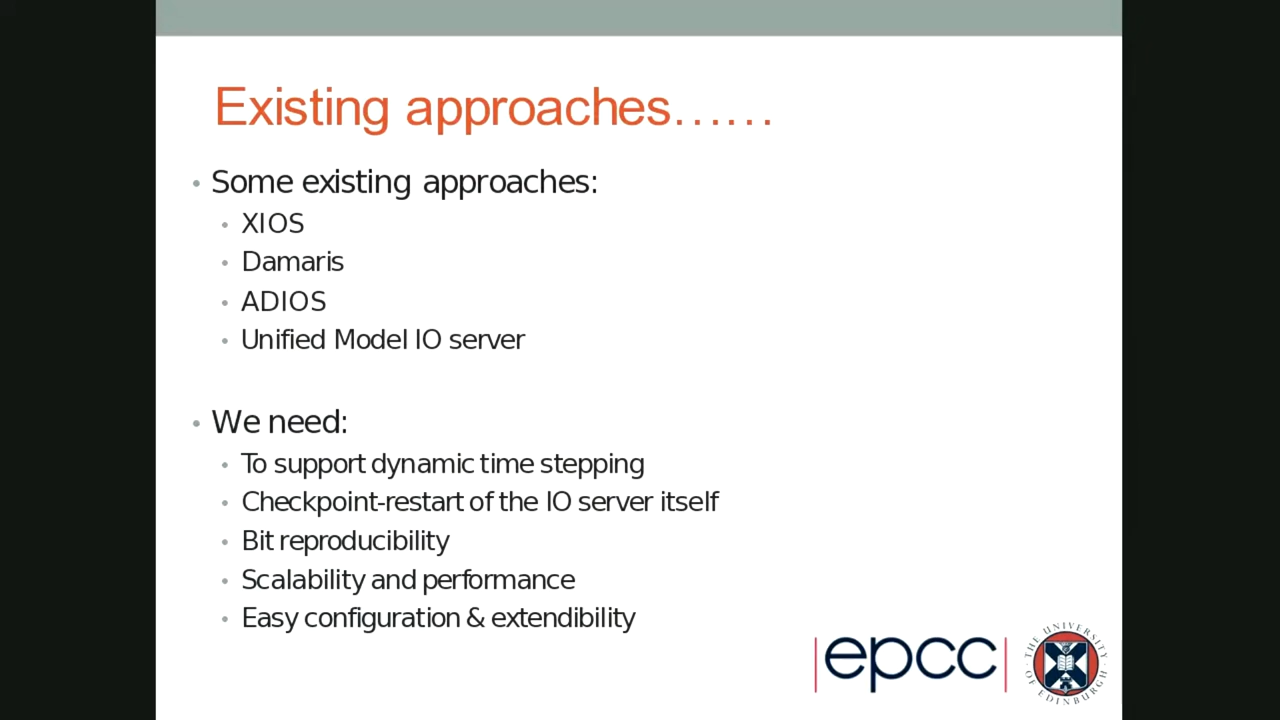 Existing approaches……
• Some existing approaches:
• XIOS
• Damaris
• ADIOS
• Unified Model IO server
• We need:
• To support dynamic time stepping
• Checkpoint-restart of the IO server itself
• Bit reproducibility
• Scalability and performance
• Easy configuration & extendibility
|epcc|
THE UNIVERSITY OF EDINBURGH